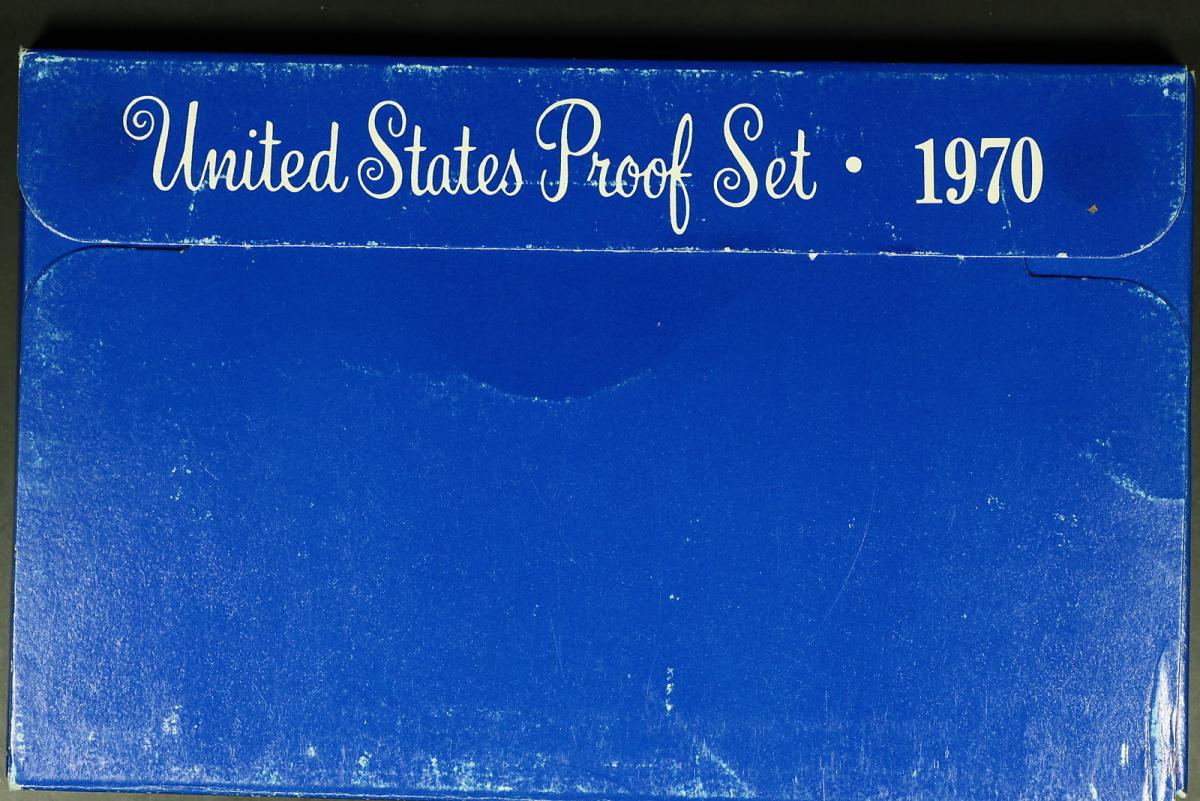 United States Proof Set • 1970